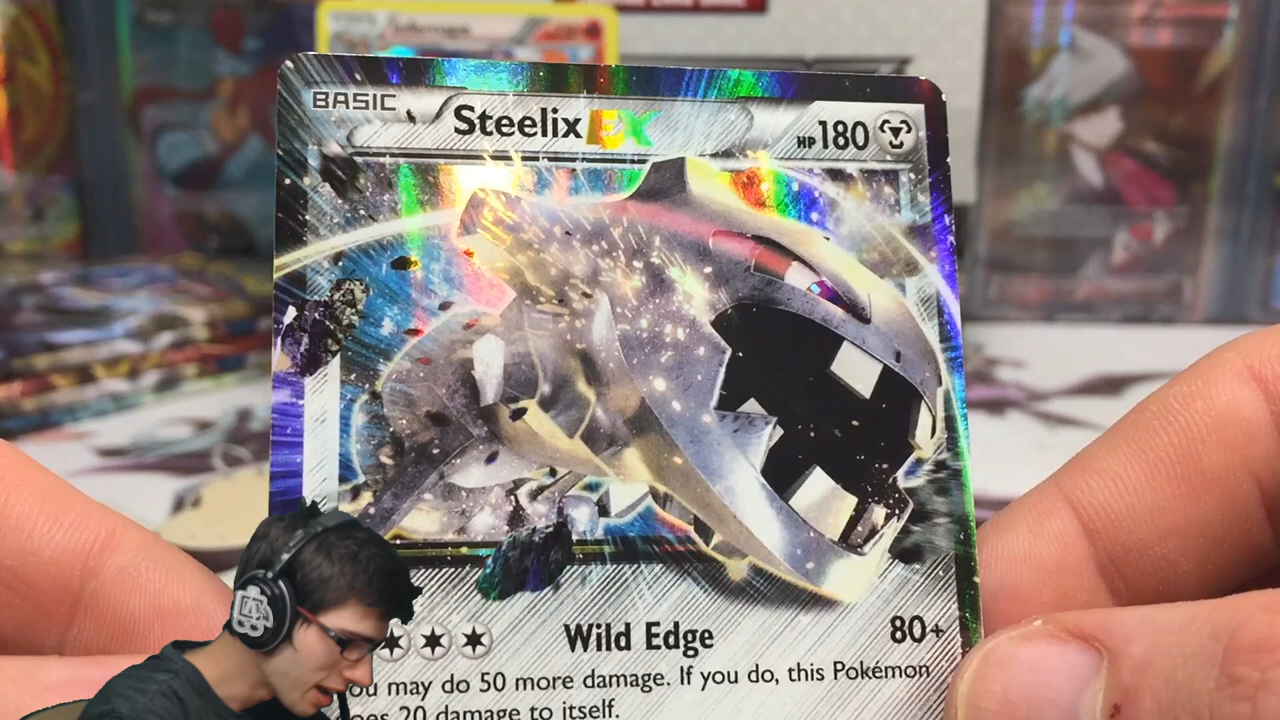 BASIC Steelix EX HP180
Wild Edge 80+
ou may do 50 more damage. If you do, this Pokémon
oes 20 damage to itself.